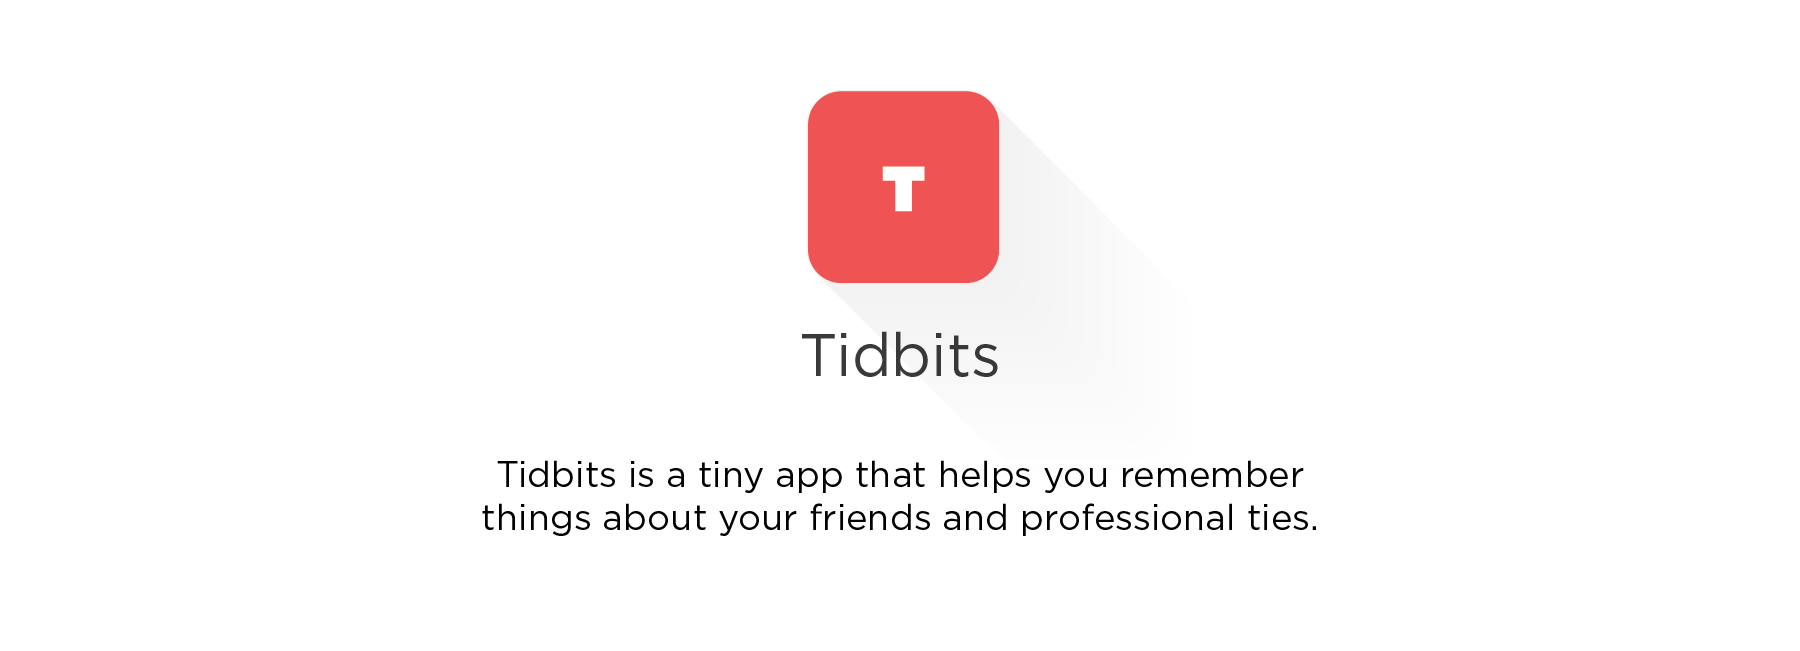 T
Tidbits
Tidbits is a tiny app that helps you remember
things about your friends and professional ties.